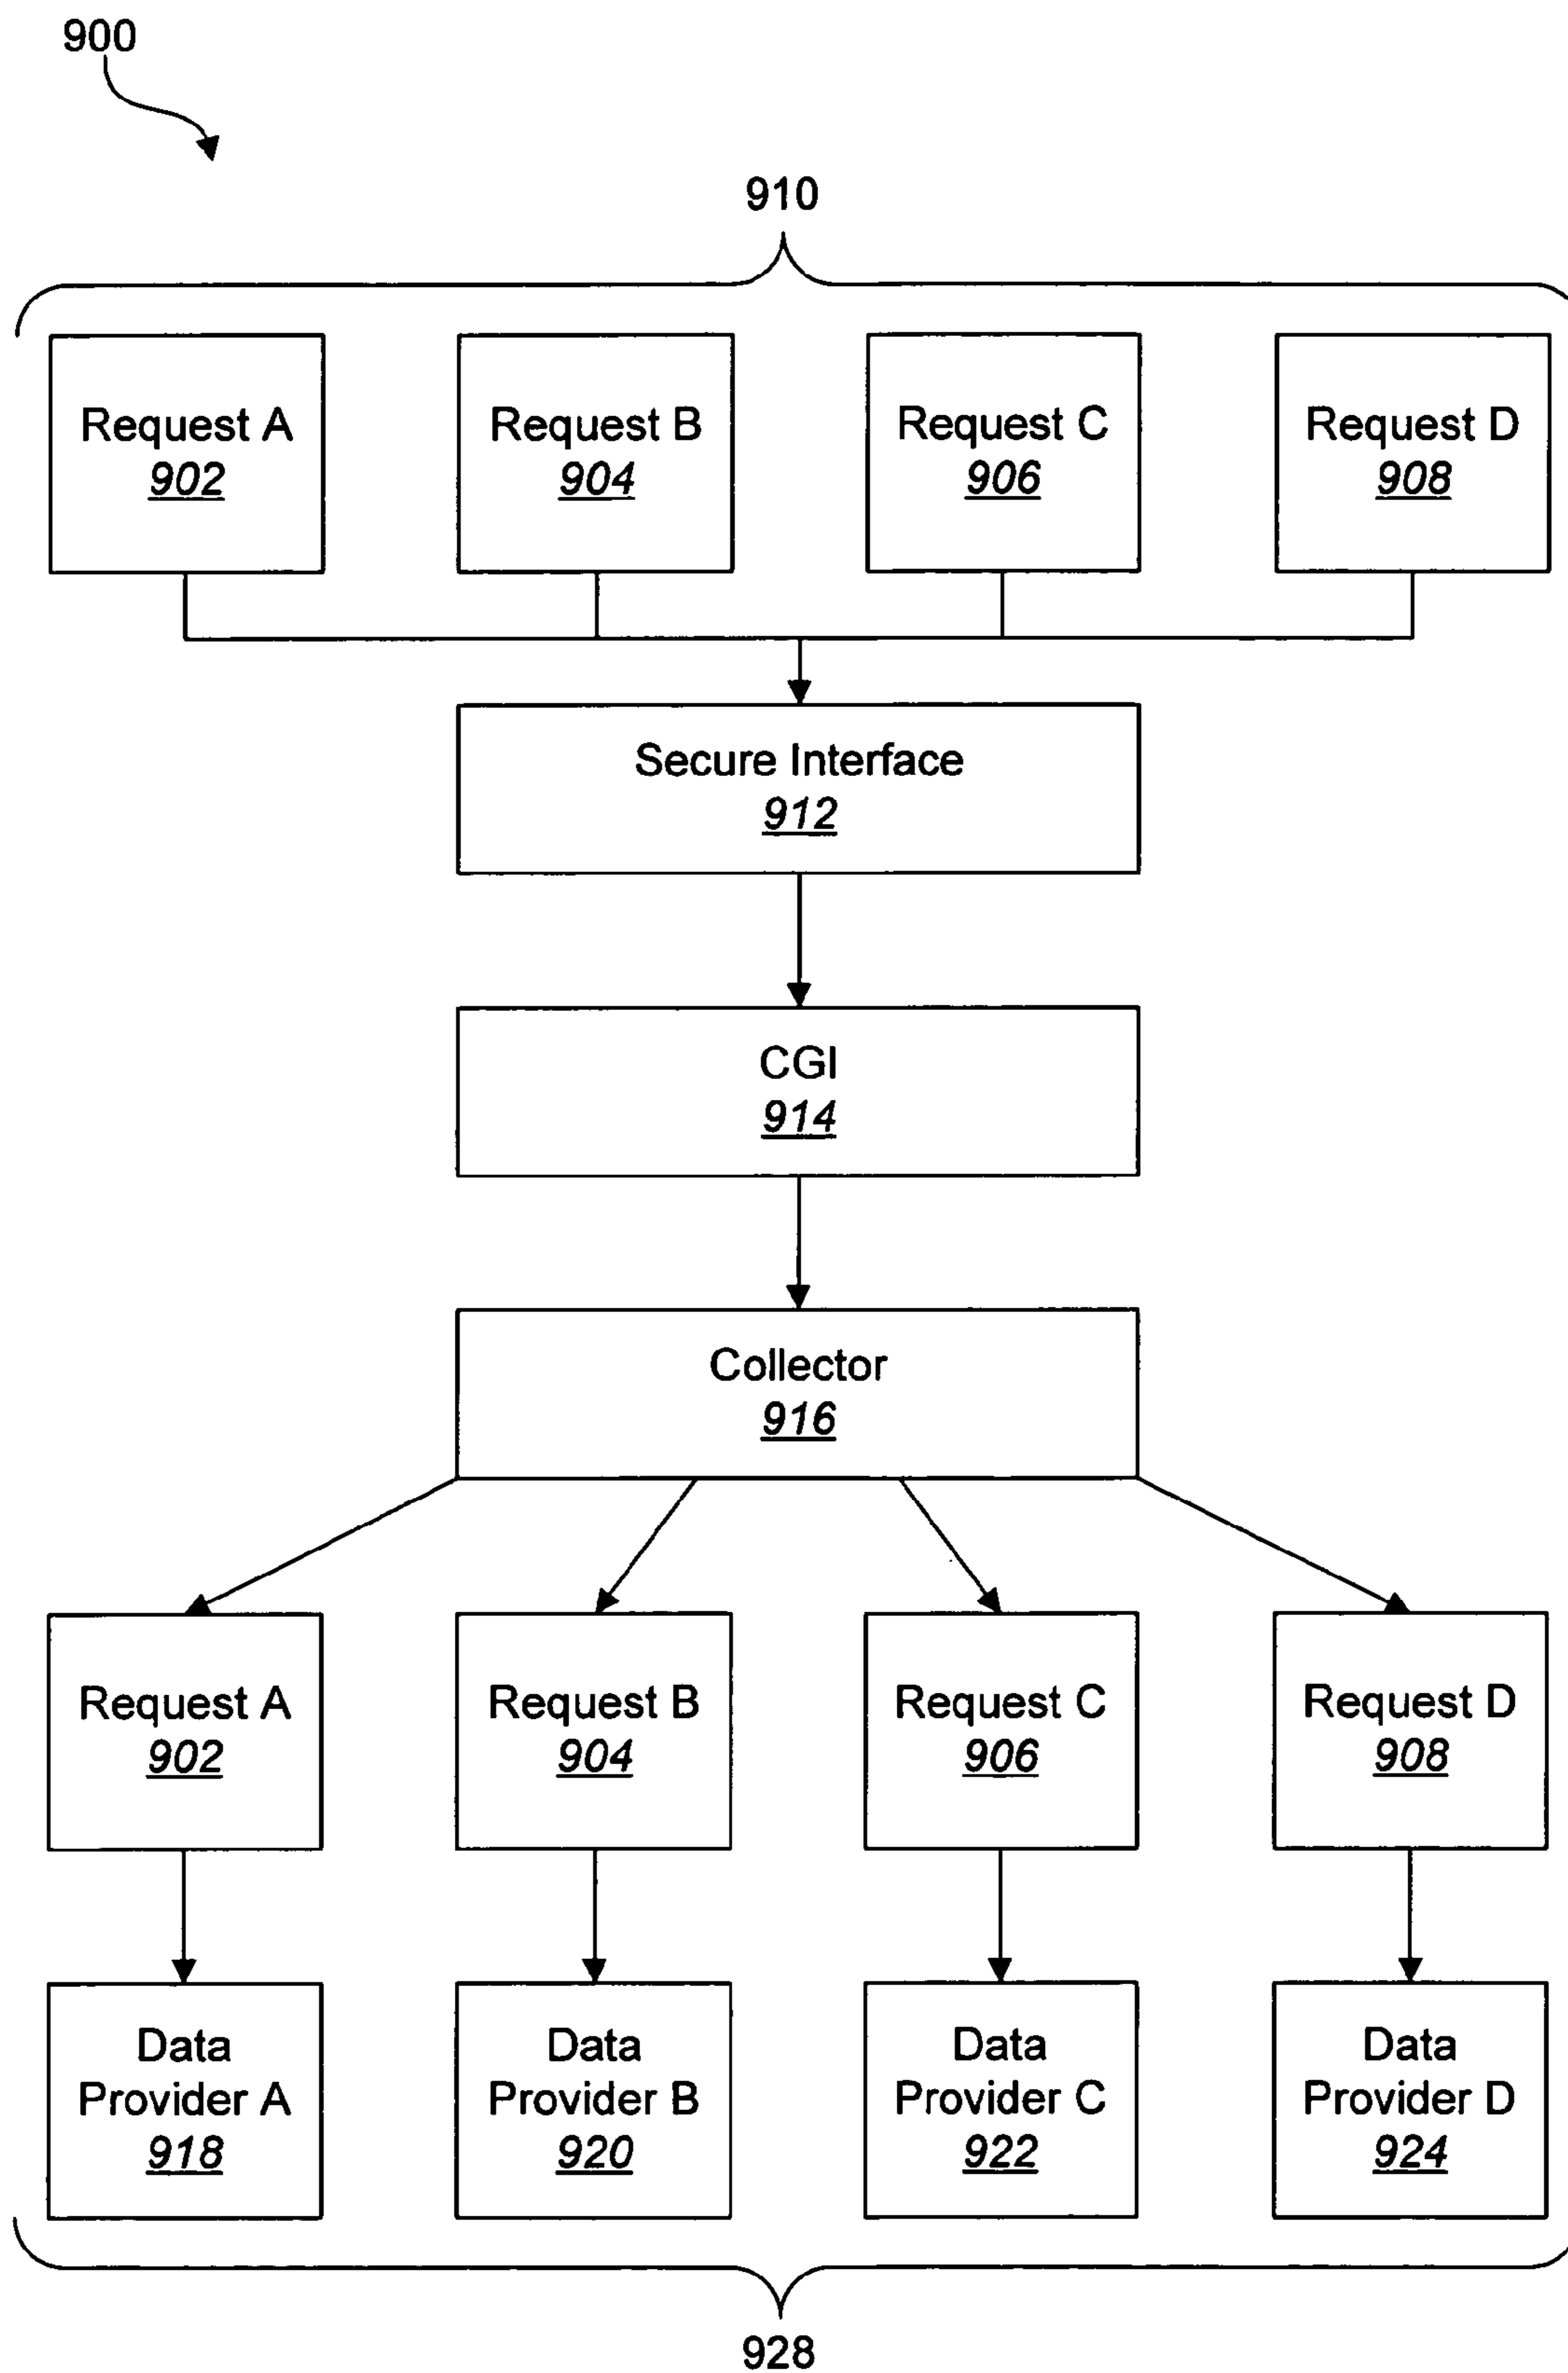 900
910
Request A
902
Request B
904
Request C
906
Request D
908
Secure Interface
912
CGI
914
Collector
916
Request A
902
Request B
904
Request C
906
Request D
908
Data
Provider A
918
Data
Provider B
920
Data
Provider C
922
Data
Provider D
924
928